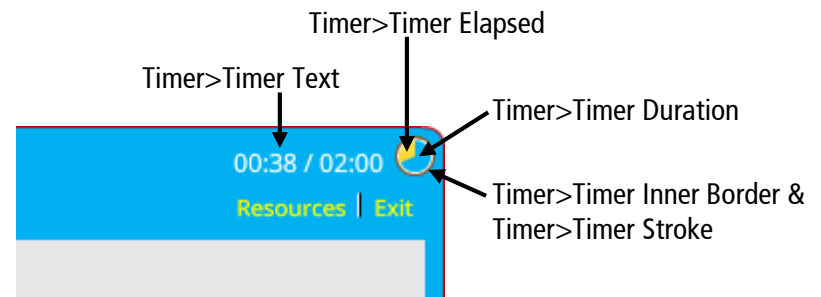 Timer>Timer Elapsed
Timer>Timer Text
Timer>Timer Duration
00:38 / 02:00
Timer>Timer Inner Border &
Timer>Timer Stroke
Resources | Exit